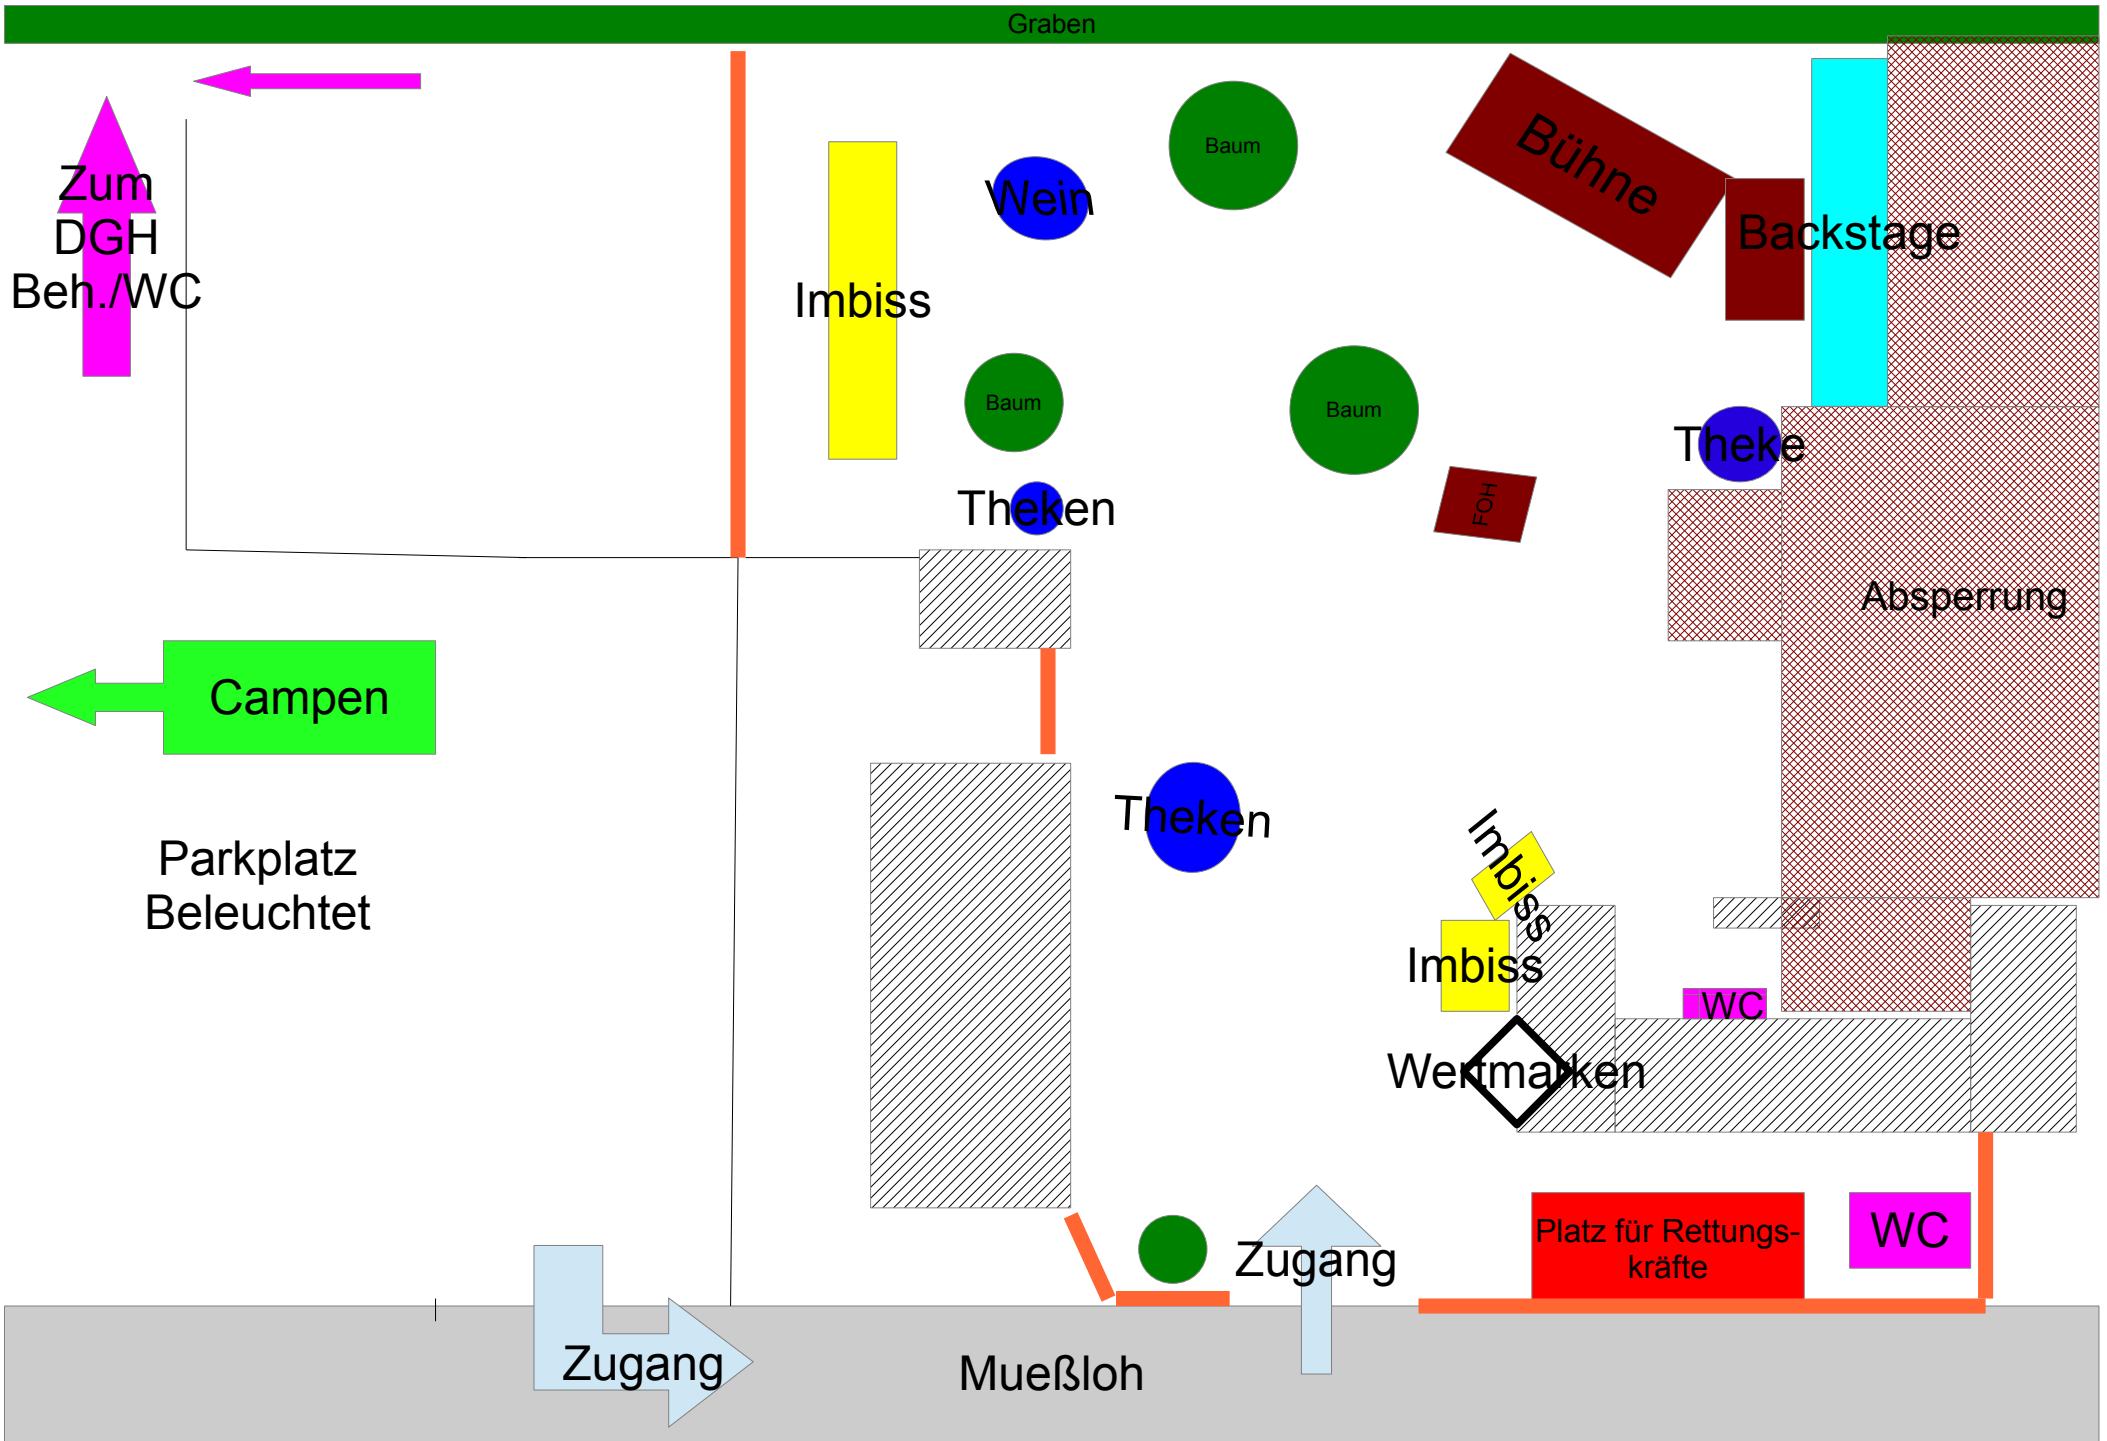 Graben
Zum
DGH
Beh./WC
Imbiss
Wein
Baum
Bühne
Backstage
Baum
Baum
Theke
Theken
FOH
Absperrung
Campen
Theken
Parkplatz
Beleuchtet
Imbiss
Imbiss
WC
Wertmarken
Zugang
Platz für Rettungs-
kräfte
WC
Zugang
Mueßloh